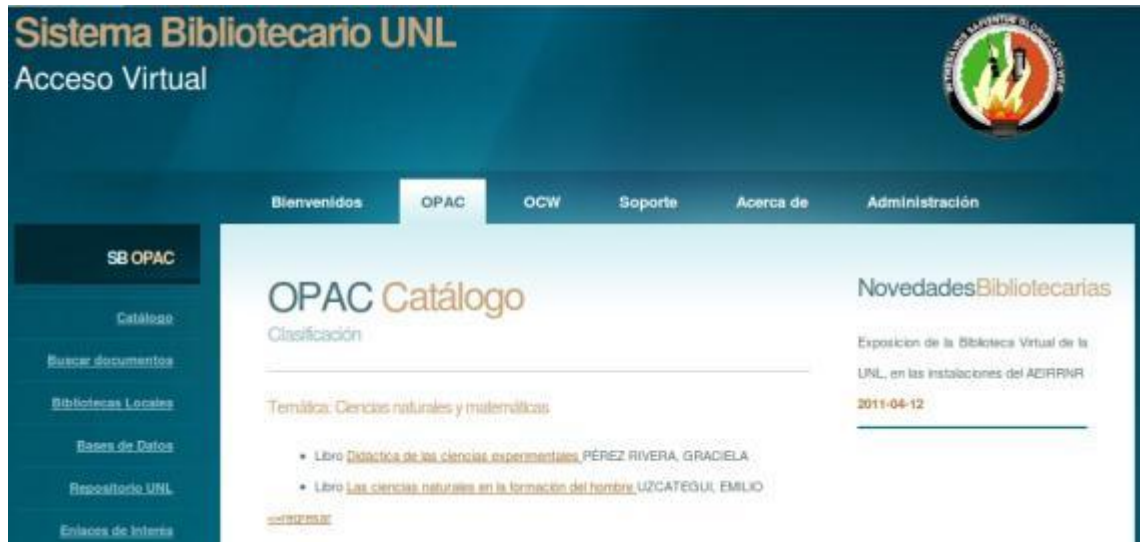 Sistema Bibliotecario UNL
Acceso Virtual
Bienvenidos
OPAC
OCW
Soporte
Acerca de
Administración
SB OPAC
Catálogo
Buscar documentos
Bibliotecas Locales
Bases de Datos
Repositorio UNL
Enlaces de Interés
OPAC Catálogo
Clasificación
Temática: Ciencias naturales y matemáticas
• Libro Didáctica de las ciencias experimentales PÉREZ RIVERA, GRACIELA
• Libro Las ciencias naturales en la formación del hombre UZCATEGUI, EMILIO
<<regresar
NovedadesBibliotecarias
Exposicion de la Biblioteca Virtual de la
UNL, en las instalaciones del AEIRRNR
2011-04-12